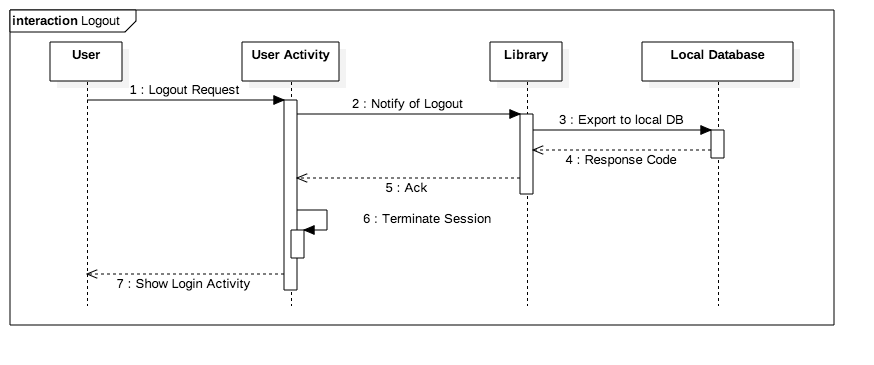 interaction Logout
User
User Activity
Library
Local Database
1 : Logout Request
2 : Notify of Logout
3 : Export to local DB
4 : Response Code
5 : Ack
6 : Terminate Session
7 : Show Login Activity